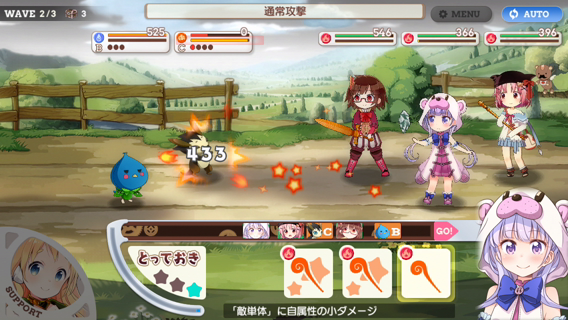 WAVE 2/3 3
通常攻撃
MENU
AUTO
525
B
0
C
546
366
396
433
C
B
GO!
とっておき
SUPPORT
「敵単体」に自属性の小ダメージ